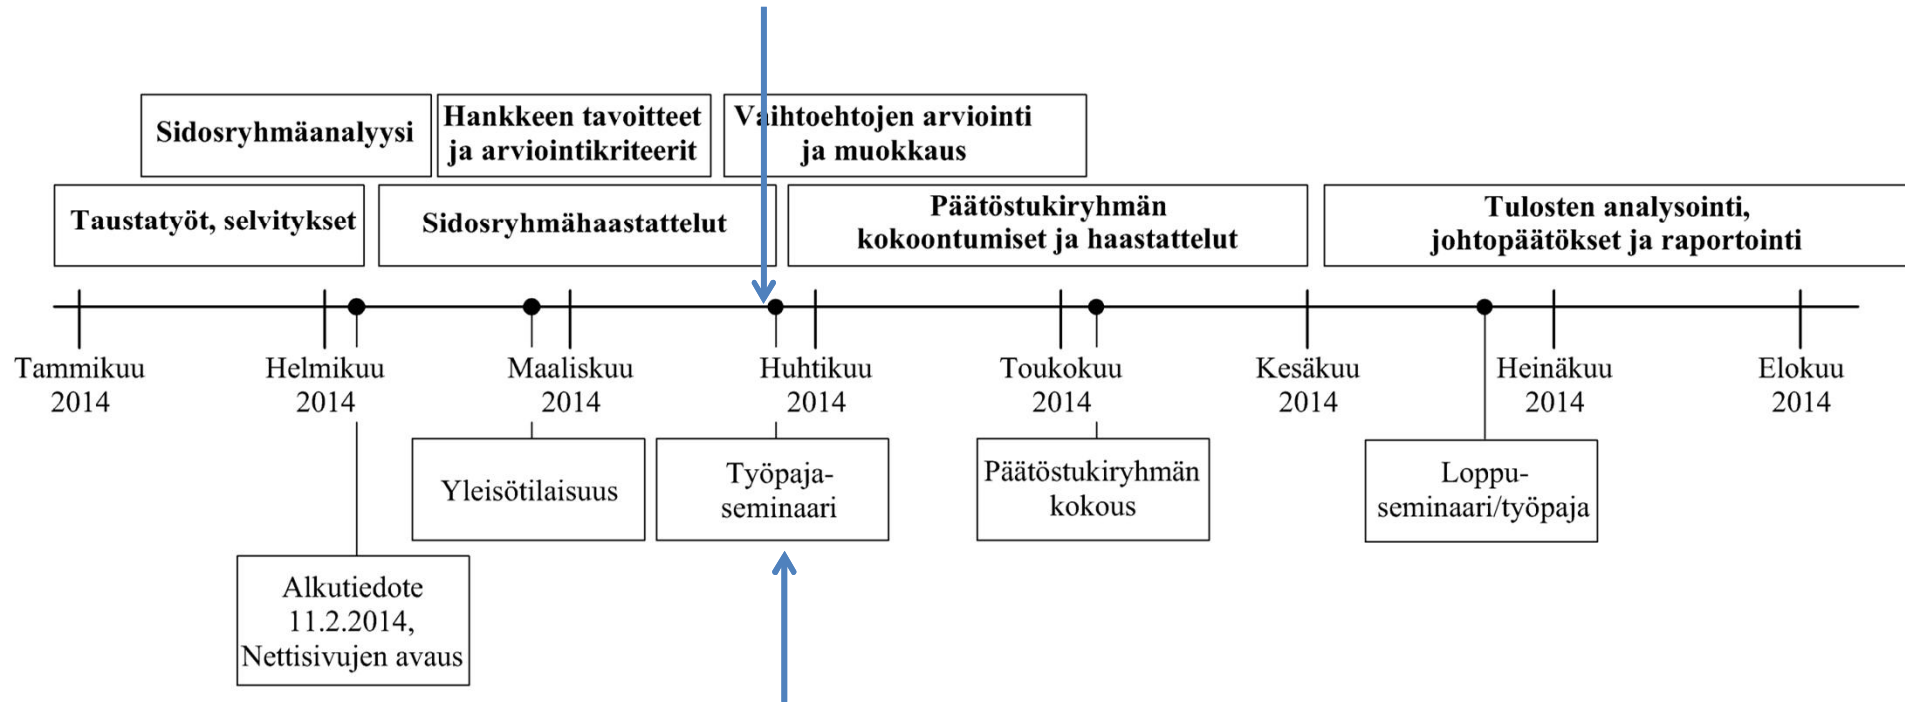 Sidosryhmäanalyysi
Hankkeen tavoitteet
ja arviointikriteerit
Vaihtoehtojen arviointi
ja muokkaus
Taustatyöt, selvitykset
Sidosryhmähaastattelut
Päätöstukiryhmän
kokoontumiset ja haastattelut
Tulosten analysointi,
johtopäätökset ja raportointi
Tammikuu
2014
Helmikuu
2014
Maaliskuu
2014
Huhtikuu
2014
Toukokuu
2014
Kesäkuu
2014
Heinäkuu
2014
Elokuu
2014
Yleisötilaisuus
Työpaja-
seminaari
Päätöstukiryhmän
kokous
Loppu-
seminaari/työpaja
Alkutiedote
11.2.2014,
Nettisivujen avaus